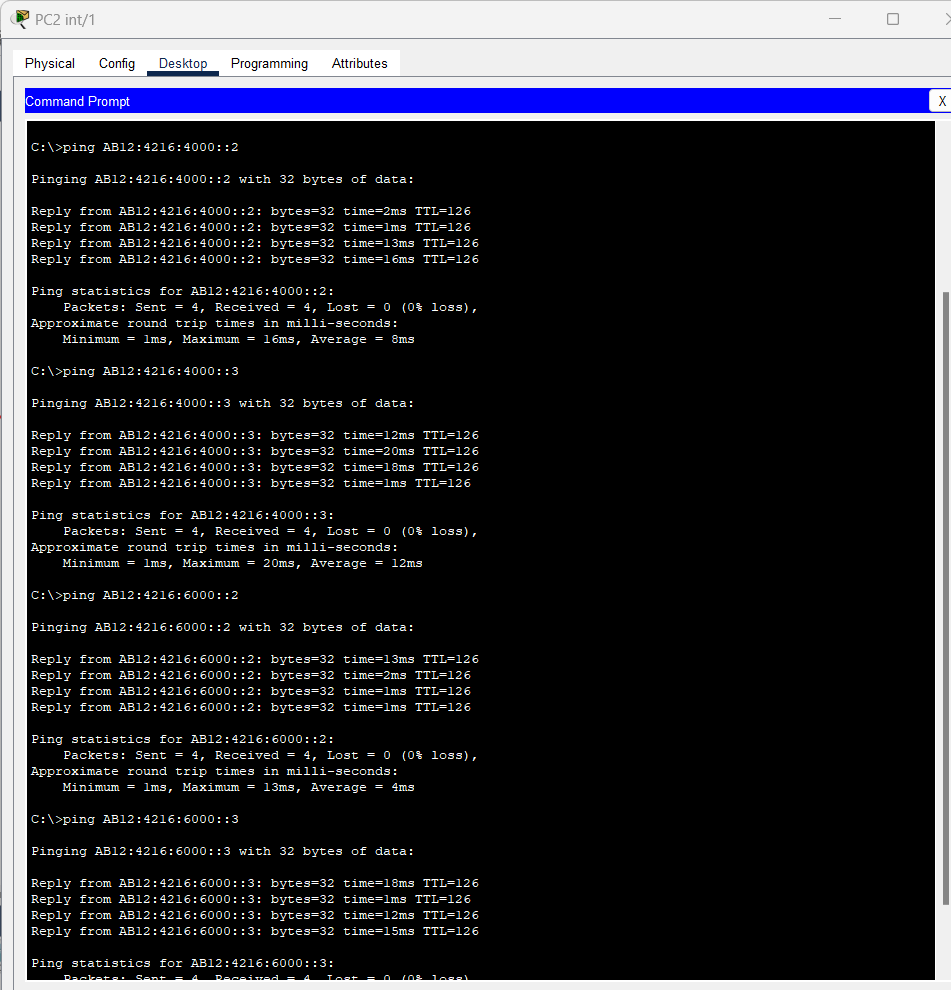 PC2 int/1
Physical Config Desktop Programming Attributes
Command Prompt X
C:\>ping AB12:4216:4000::2
Pinging AB12:4216:4000::2 with 32 bytes of data:
Reply from AB12:4216:4000::2: bytes=32 time=2ms TTL=126
Reply from AB12:4216:4000::2: bytes=32 time=1ms TTL=126
Reply from AB12:4216:4000::2: bytes=32 time=13ms TTL=126
Reply from AB12:4216:4000::2: bytes=32 time=16ms TTL=126
Ping statistics for AB12:4216:4000::2:
Packets: Sent = 4, Received = 4, Lost = 0 (0% loss),
Approximate round trip times in milli-seconds:
Minimum = 1ms, Maximum = 16ms, Average = 8ms
C:\>ping AB12:4216:4000::3
Pinging AB12:4216:4000::3 with 32 bytes of data:
Reply from AB12:4216:4000::3: bytes=32 time=12ms TTL=126
Reply from AB12:4216:4000::3: bytes=32 time=20ms TTL=126
Reply from AB12:4216:4000::3: bytes=32 time=18ms TTL=126
Reply from AB12:4216:4000::3: bytes=32 time=1ms TTL=126
Ping statistics for AB12:4216:4000::3:
Packets: Sent = 4, Received = 4, Lost = 0 (0% loss),
Approximate round trip times in milli-seconds:
Minimum = 1ms, Maximum = 20ms, Average = 12ms
C:\>ping AB12:4216:6000::2
Pinging AB12:4216:6000::2 with 32 bytes of data:
Reply from AB12:4216:6000::2: bytes=32 time=13ms TTL=126
Reply from AB12:4216:6000::2: bytes=32 time=2ms TTL=126
Reply from AB12:4216:6000::2: bytes=32 time=1ms TTL=126
Reply from AB12:4216:6000::2: bytes=32 time=1ms TTL=126
Ping statistics for AB12:4216:6000::2:
Packets: Sent = 4, Received = 4, Lost = 0 (0% loss),
Approximate round trip times in milli-seconds:
Minimum = 1ms, Maximum = 13ms, Average = 4ms
C:\>ping AB12:4216:6000::3
Pinging AB12:4216:6000::3 with 32 bytes of data:
Reply from AB12:4216:6000::3: bytes=32 time=18ms TTL=126
Reply from AB12:4216:6000::3: bytes=32 time=1ms TTL=126
Reply from AB12:4216:6000::3: bytes=32 time=12ms TTL=126
Reply from AB12:4216:6000::3: bytes=32 time=15ms TTL=126
Ping statistics for AB12:4216:6000::3:
Packets: Sent = 4, Received = 4, Lost = 0 (0% loss),